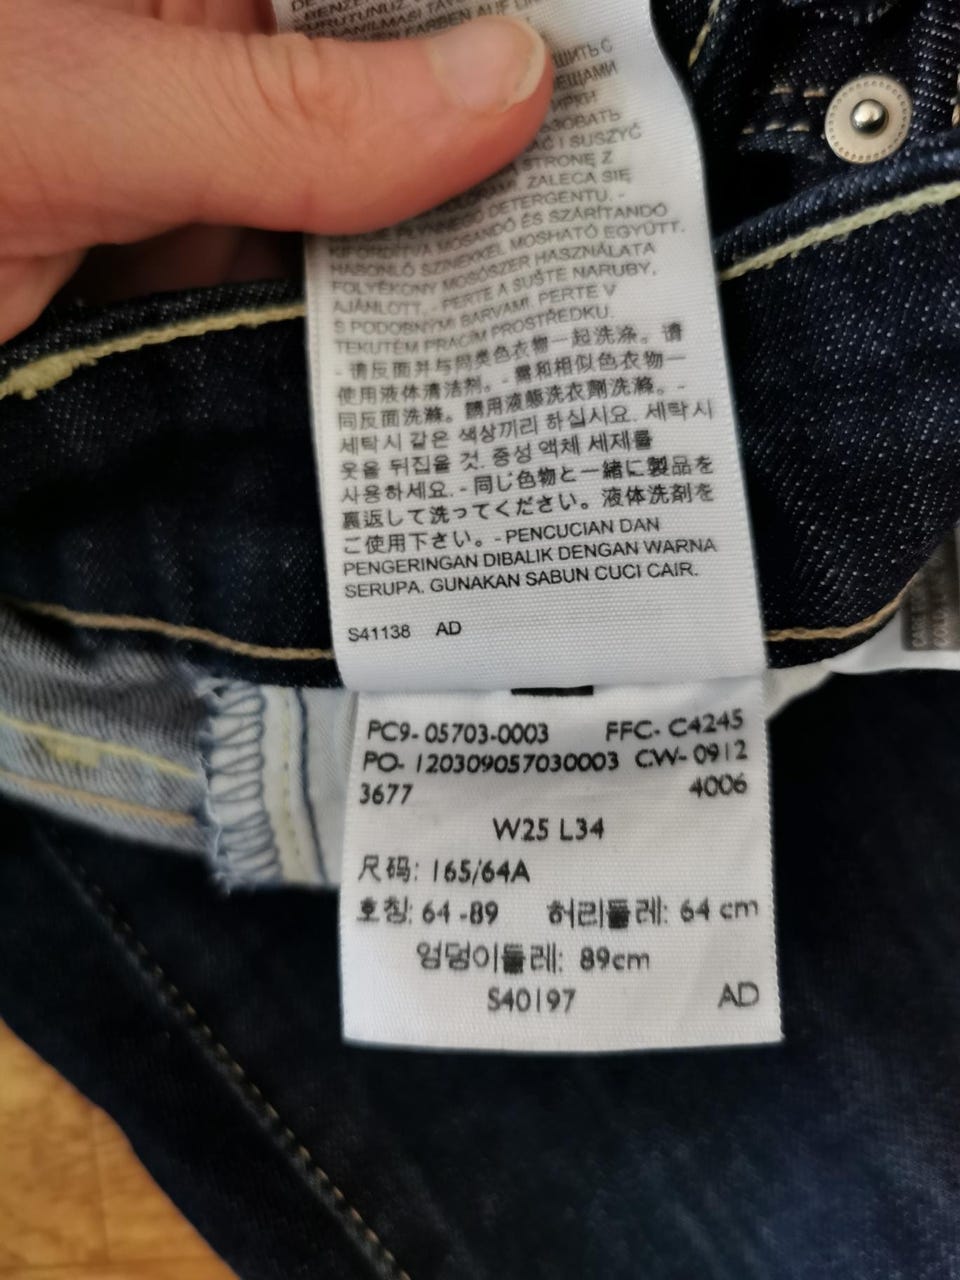 MOSANDÓ ÉS SZÁRÍTANDÓ
HASONLÓ SZINEKKEL MOSHATÓ EGYÜTT. -
FOLYÉKONY MOSÓSZER HASZNÁLATA
AJÁNLOTT. - PERTE A SUŠTE NARUBY,
S PODOBNÝMI BARVAMI. PERTE V
TEKUTÉM PRACÍM PROSTŘEDKU.
- 请反面并与同类色衣物一起洗涤。请
使用液体清洁剂。- 需和相似色衣物一
同反面洗滌。請用液態洗衣劑洗滌。-
세탁시 같은 색상끼리 하십시요. 세탁시
옷을 뒤집을 것. 중성 액체 세제를
사용하세요. - 同じ色物と一緒に製品を
裏返して洗ってください。液体洗剤を
ご使用下さい。- PENCUCIAN DAN
PENGERINGAN DIBALIK DENGAN WARNA
SERUPA. GUNAKAN SABUN CUCI CAIR.
S41138 AD
PC9- 05703-0003 FFC- C4245
PO- 120309057030003 CW- 0912
3677 4006
W25 L34
尺码: 165/64A
호칭: 64 -89 허리둘레: 64 cm
엉덩이둘레: 89cm
S40197 AD